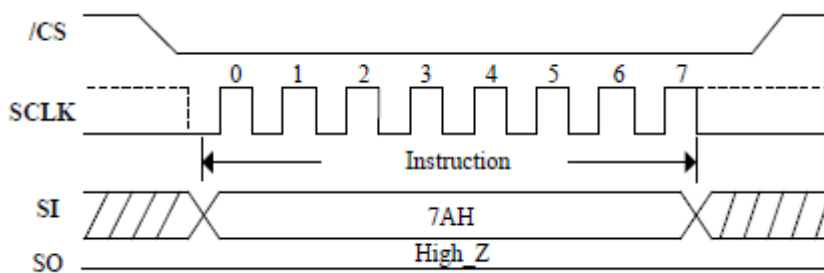 /CS
0 1 2 3 4 5 6 7
SCLK
Instruction
SI
7AH
High_Z
SO